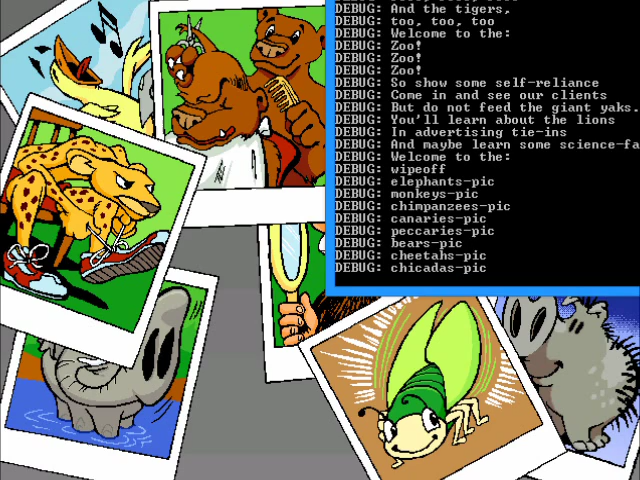 DEBUG: And the tigers,
DEBUG: too, too, too
DEBUG: Welcome to the:
DEBUG: Zoo!
DEBUG: Zoo!
DEBUG: Zoo!
DEBUG: So show some self-reliance
DEBUG: Come in and see our clients
DEBUG: But do not feed the giant yaks.
DEBUG: You'll learn about the lions
DEBUG: In advertising tie-ins
DEBUG: And maybe learn some science-fa
DEBUG: Welcome to the:
DEBUG: wipeoff
DEBUG: elephants-pic
DEBUG: monkeys-pic
DEBUG: chimpanzees-pic
DEBUG: canaries-pic
DEBUG: peccaries-pic
DEBUG: bears-pic
DEBUG: cheetahs-pic
DEBUG: chicadas-pic